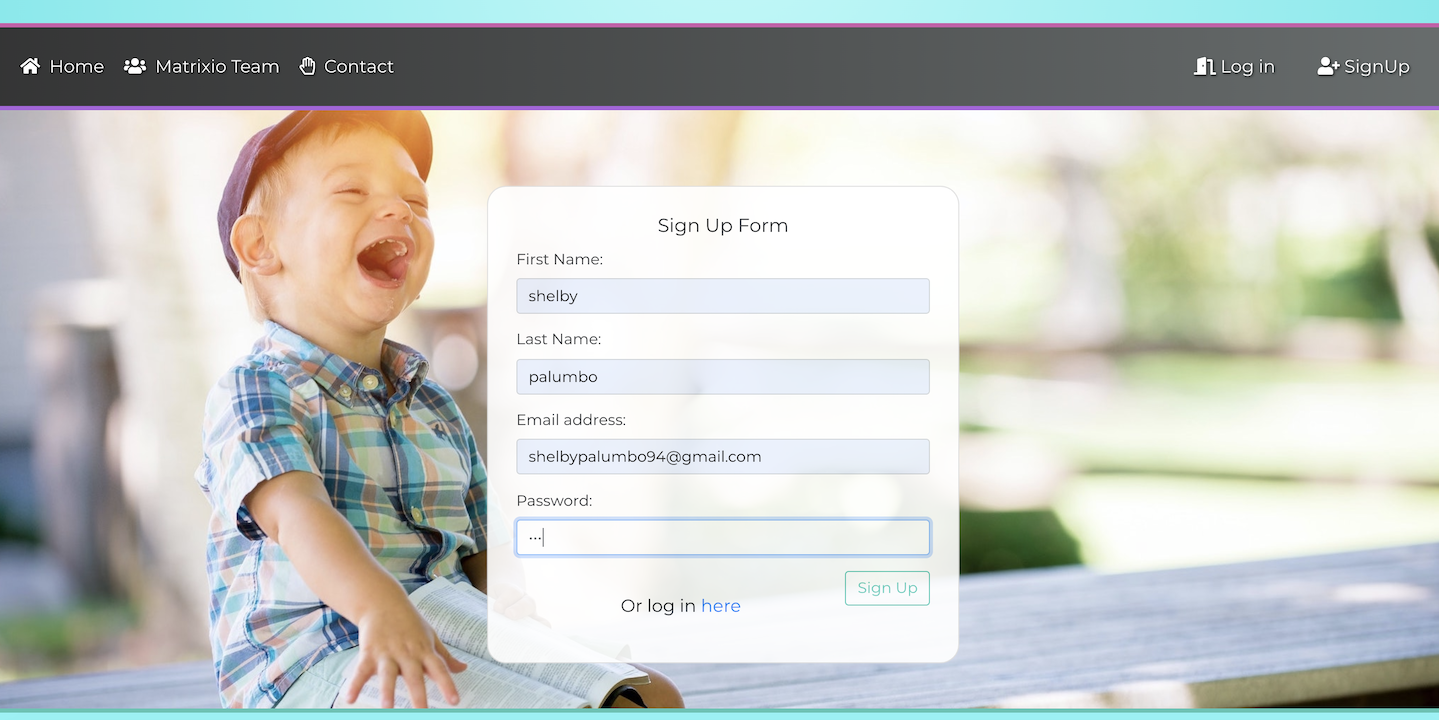 Home Matrixio Team Contact Log in SignUp
Sign Up Form
First Name:
shelby
Last Name:
palumbo
Email address:
shelbypalumbo94@gmail.com
Password:
···
Sign Up
Or log in here